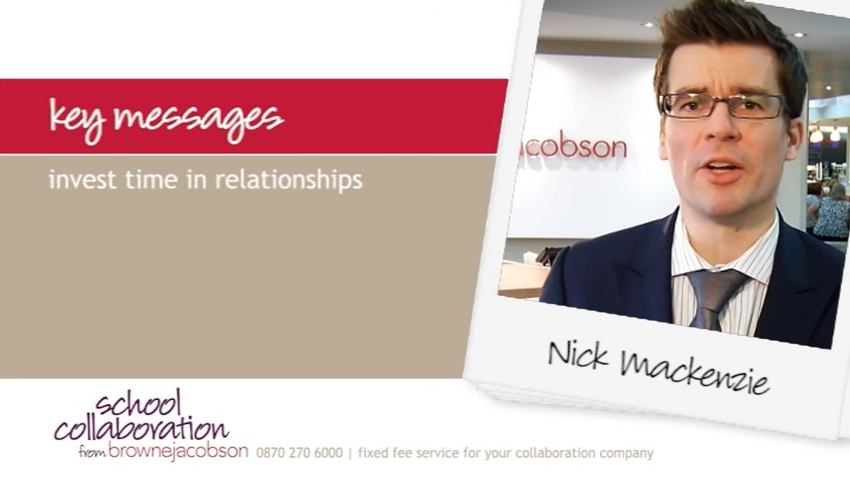 key messages
invest time in relationships
jacobson
Nick Mackenzie
school
collaboration
from brownejacobson
0870 270 6000 | fixed fee service for your collaboration company